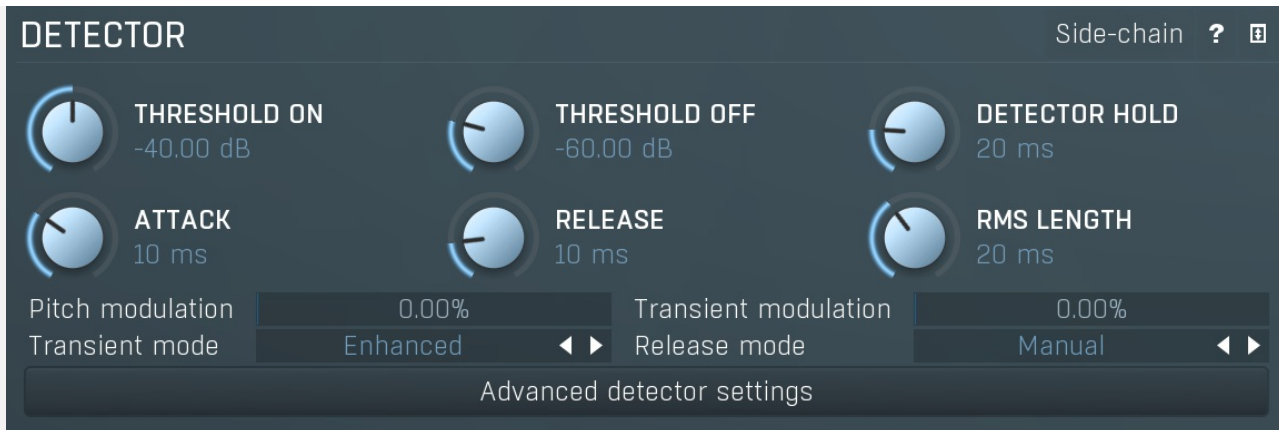 DETECTOR
Side-chain ?
THRESHOLD ON
-40.00 dB
THRESHOLD OFF
-60.00 dB
DETECTOR HOLD
20 ms
ATTACK
10 ms
RELEASE
10 ms
RMS LENGTH
20 ms
Pitch modulation 0.00%
Transient modulation 0.00%
Transient mode Enhanced
Release mode Manual
Advanced detector settings